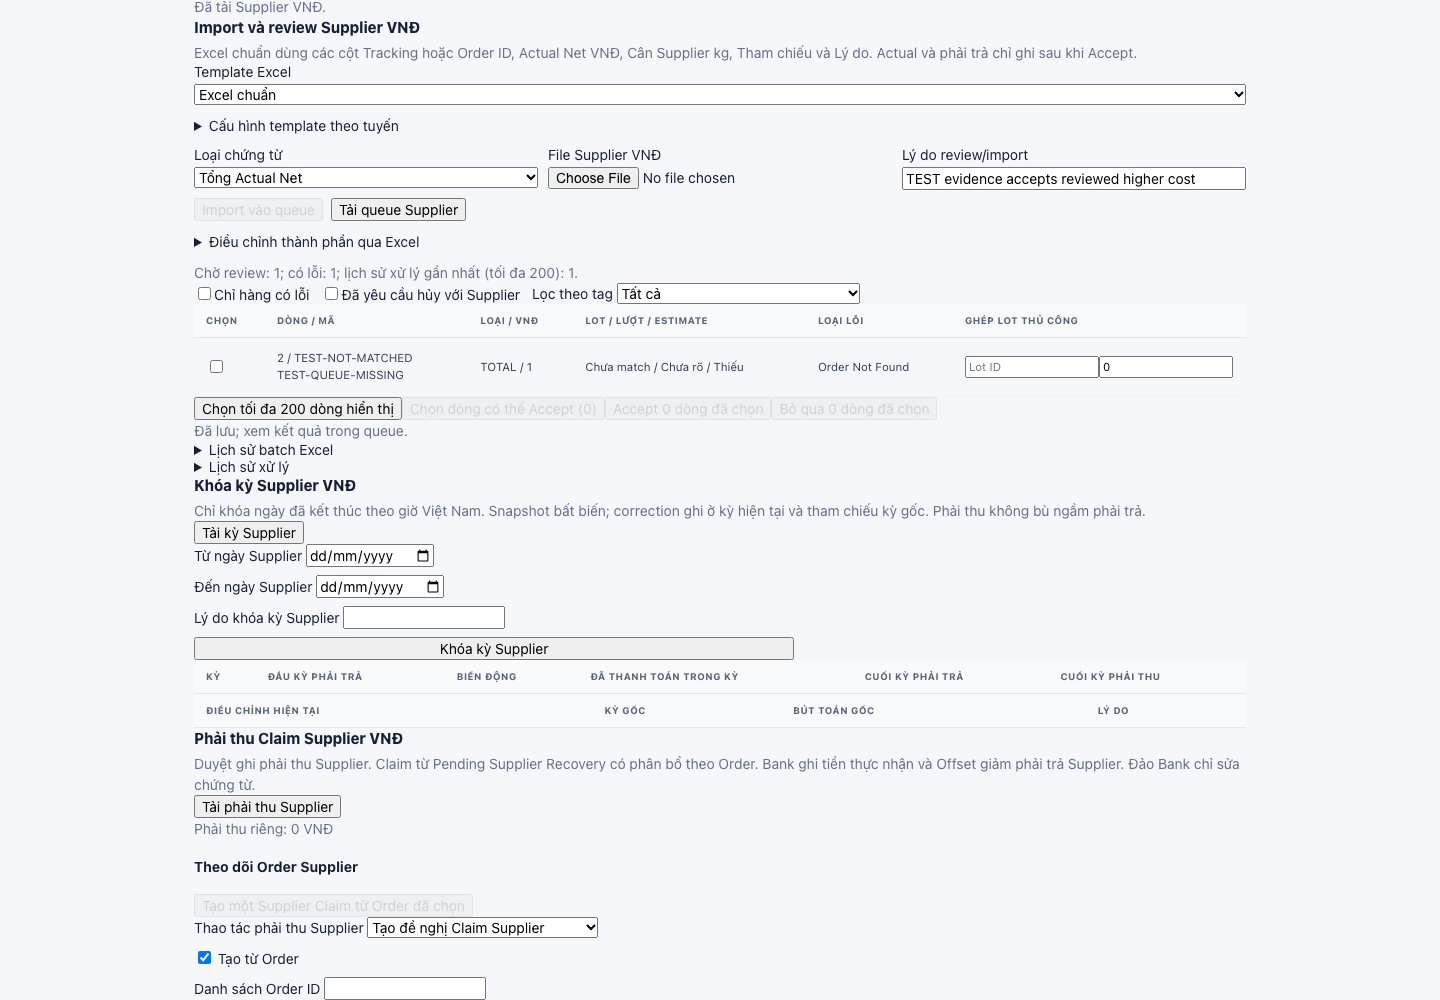 Đã tải Supplier VNĐ.
Import và review Supplier VNĐ
Excel chuẩn dùng các cột Tracking hoặc Order ID, Actual Net VNĐ, Cân Supplier kg, Tham chiếu và Lý do. Actual và phải trả chỉ ghi sau khi Accept.
Template Excel
Excel chuẩn
Cấu hình template theo tuyến
Loại chứng từ File Supplier VNĐ Lý do review/import
Tổng Actual Net Choose File No file chosen TEST evidence accepts reviewed higher cost
Import vào queue Tải queue Supplier
Điều chỉnh thành phần qua Excel
Chờ review: 1; có lỗi: 1; lịch sử xử lý gần nhất (tối đa 200): 1.
Chỉ hàng có lỗi Đã yêu cầu hủy với Supplier Lọc theo tag Tất cả
CHỌN DÒNG / MÃ LOẠI / VNĐ LOT / LƯỢT / ESTIMATE LOẠI LỖI GHÉP LOT THỦ CÔNG
2 / TEST-NOT-MATCHED
TEST-QUEUE-MISSING TOTAL / 1 Chưa match / Chưa rõ / Thiếu Order Not Found Lot ID 0
Chọn tối đa 200 dòng hiển thị Chọn dòng có thể Accept (0) Accept 0 dòng đã chọn Bỏ qua 0 dòng đã chọn
Đã lưu; xem kết quả trong queue.
Lịch sử batch Excel
Lịch sử xử lý
Khóa kỳ Supplier VNĐ
Chỉ khóa ngày đã kết thúc theo giờ Việt Nam. Snapshot bất biến; correction ghi ở kỳ hiện tại và tham chiếu kỳ gốc. Phải thu không bù ngầm phải trả.
Tải kỳ Supplier
Từ ngày Supplier dd/mm/yyyy
Đến ngày Supplier dd/mm/yyyy
Lý do khóa kỳ Supplier
Khóa kỳ Supplier
KỲ ĐẦU KỲ PHẢI TRẢ BIẾN ĐỘNG ĐÃ THANH TOÁN TRONG KỲ CUỐI KỲ PHẢI TRẢ CUỐI KỲ PHẢI THU
ĐIỀU CHỈNH HIỆN TẠI KỲ GỐC BÚT TOÁN GỐC LÝ DO
Phải thu Claim Supplier VNĐ
Duyệt ghi phải thu Supplier. Claim từ Pending Supplier Recovery có phân bổ theo Order. Bank ghi tiền thực nhận và Offset giảm phải trả Supplier. Đảo Bank chỉ sửa
chứng từ.
Tải phải thu Supplier
Phải thu riêng: 0 VNĐ
Theo dõi Order Supplier
Tạo một Supplier Claim từ Order đã chọn
Thao tác phải thu Supplier Tạo đề nghị Claim Supplier
Tạo từ Order
Danh sách Order ID